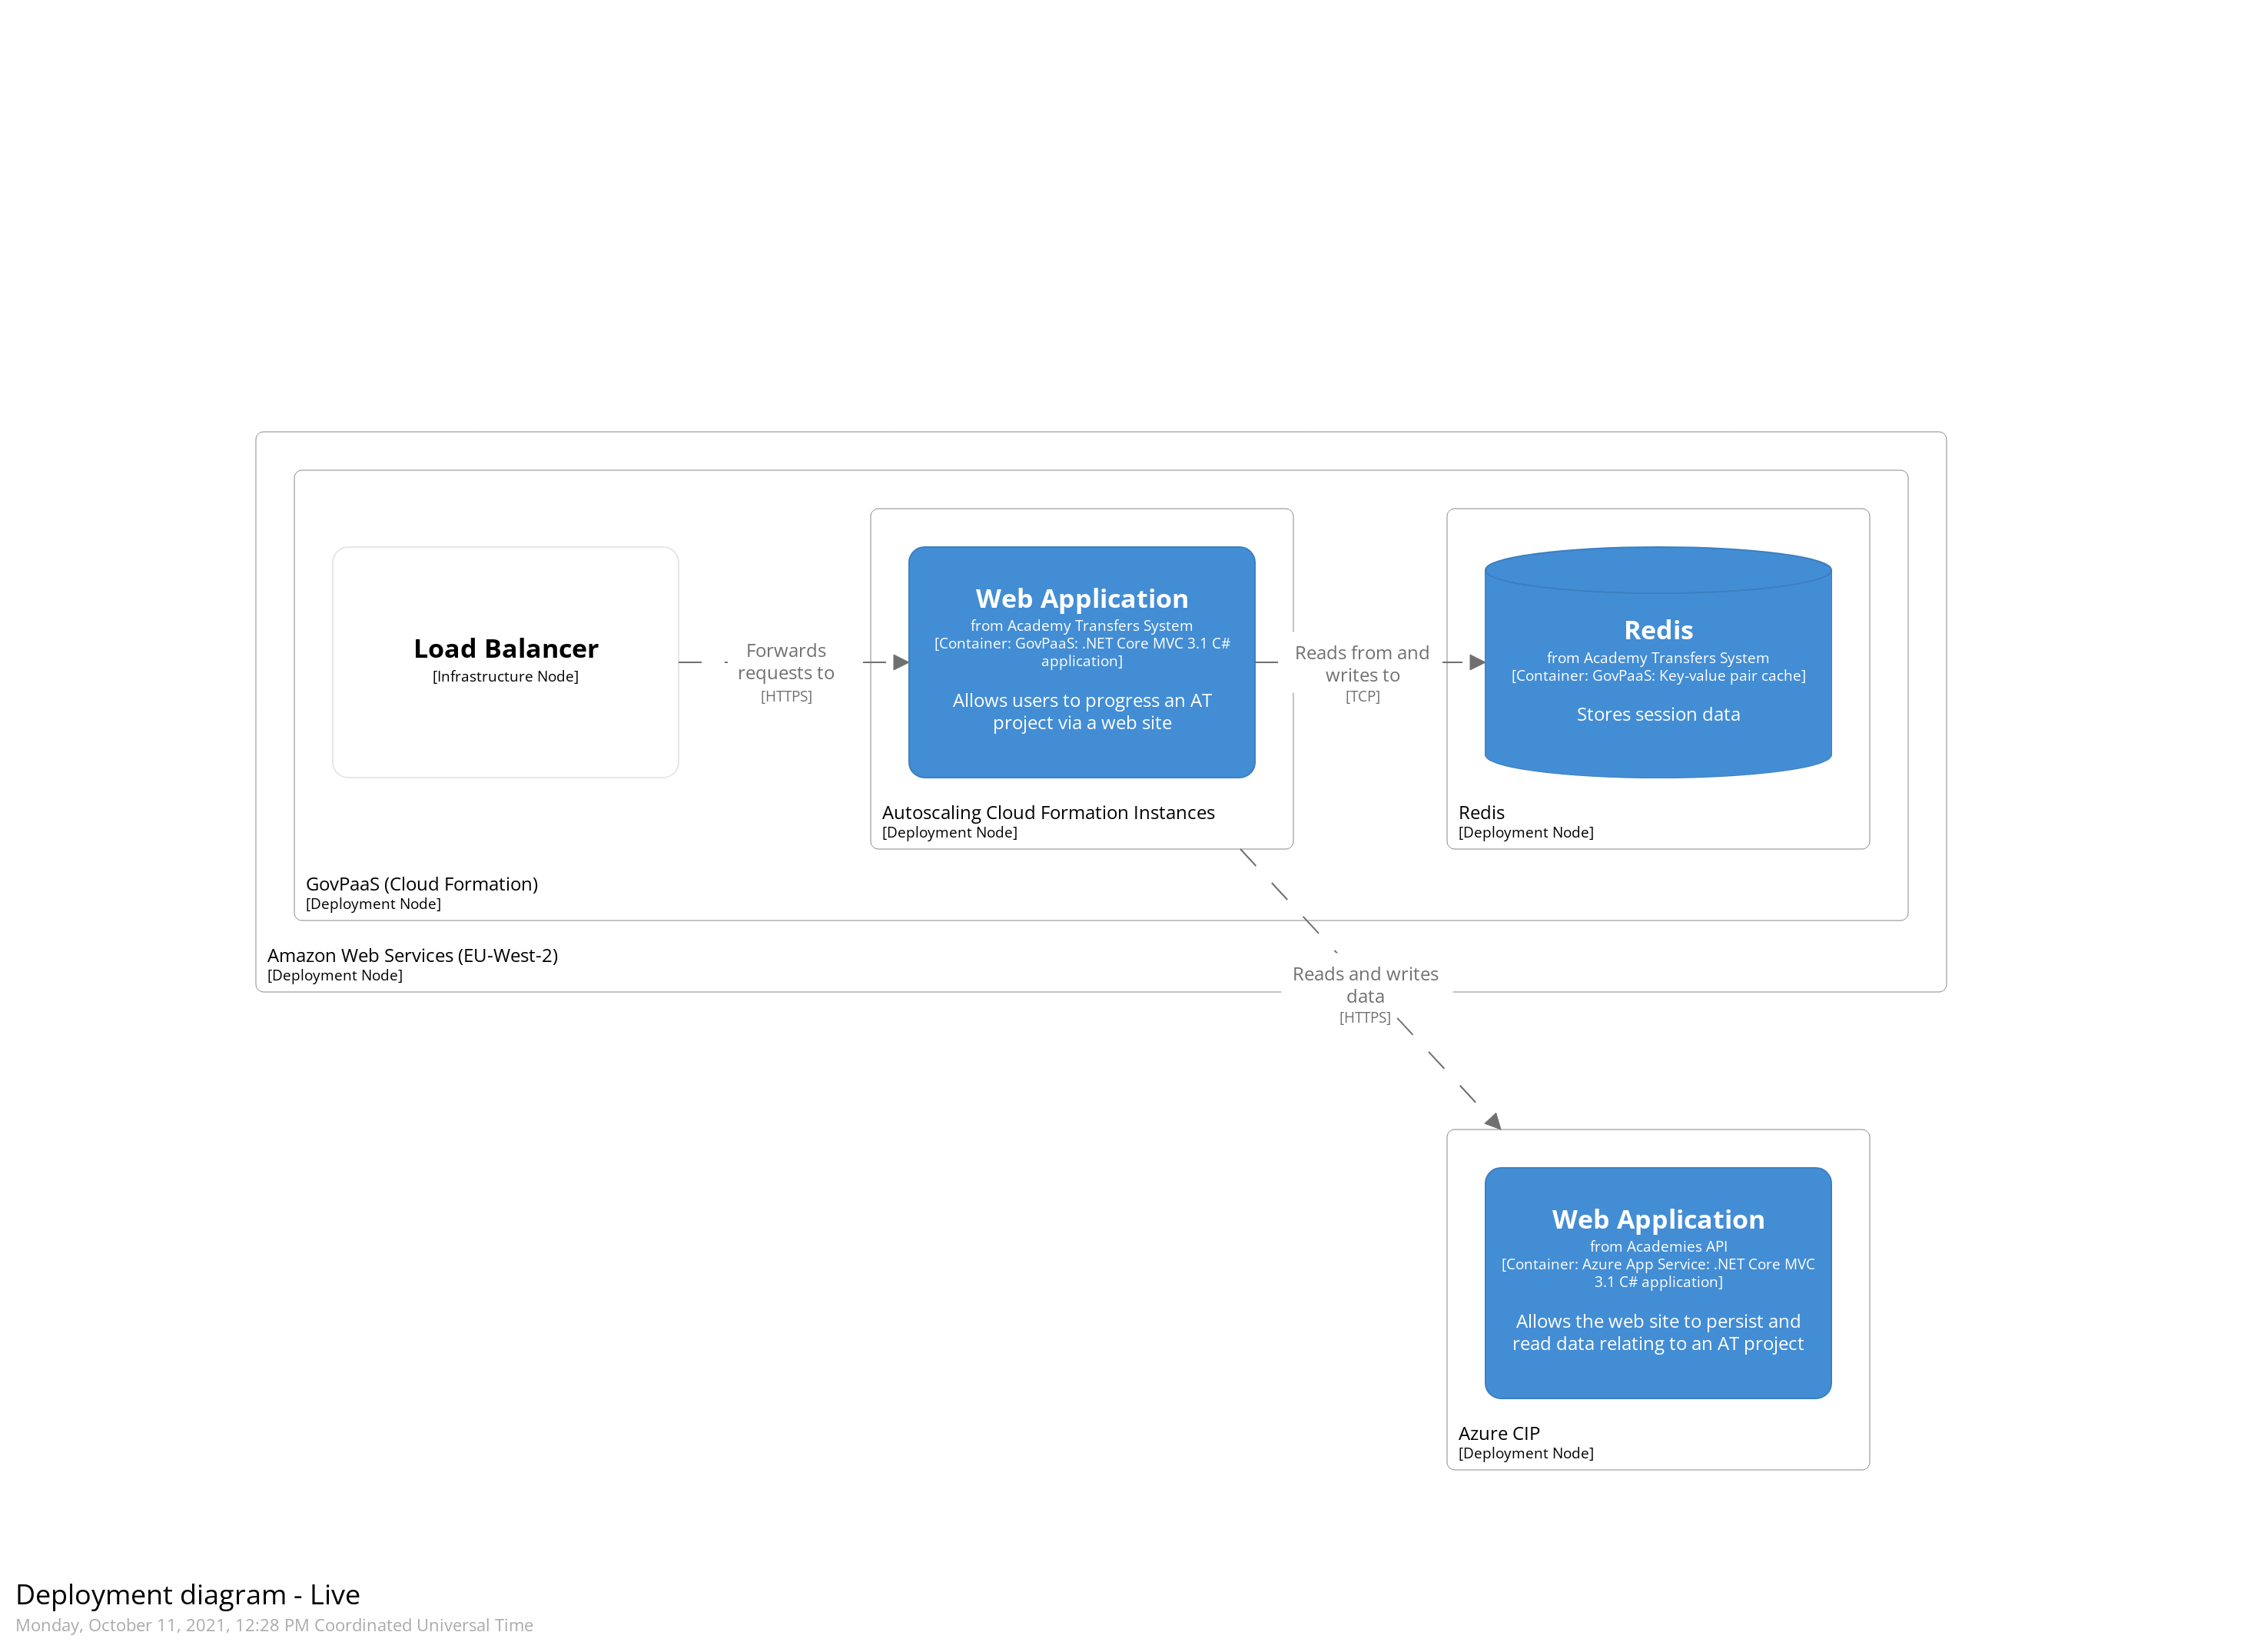 Load Balancer
[Infrastructure Node]
Forwards
requests to
[HTTPS]
Web Application
from Academy Transfers System
[Container: GovPaaS: .NET Core MVC 3.1 C#
application]
Allows users to progress an AT
project via a web site
Autoscaling Cloud Formation Instances
[Deployment Node]
Reads from and
writes to
[TCP]
Redis
from Academy Transfers System
[Container: GovPaaS: Key-value pair cache]
Stores session data
Redis
[Deployment Node]
GovPaaS (Cloud Formation)
[Deployment Node]
Amazon Web Services (EU-West-2)
[Deployment Node]
Reads and writes
data
[HTTPS]
Web Application
from Academies API
[Container: Azure App Service: .NET Core MVC
3.1 C# application]
Allows the web site to persist and
read data relating to an AT project
Azure CIP
[Deployment Node]
Deployment diagram - Live
Monday, October 11, 2021, 12:28 PM Coordinated Universal Time